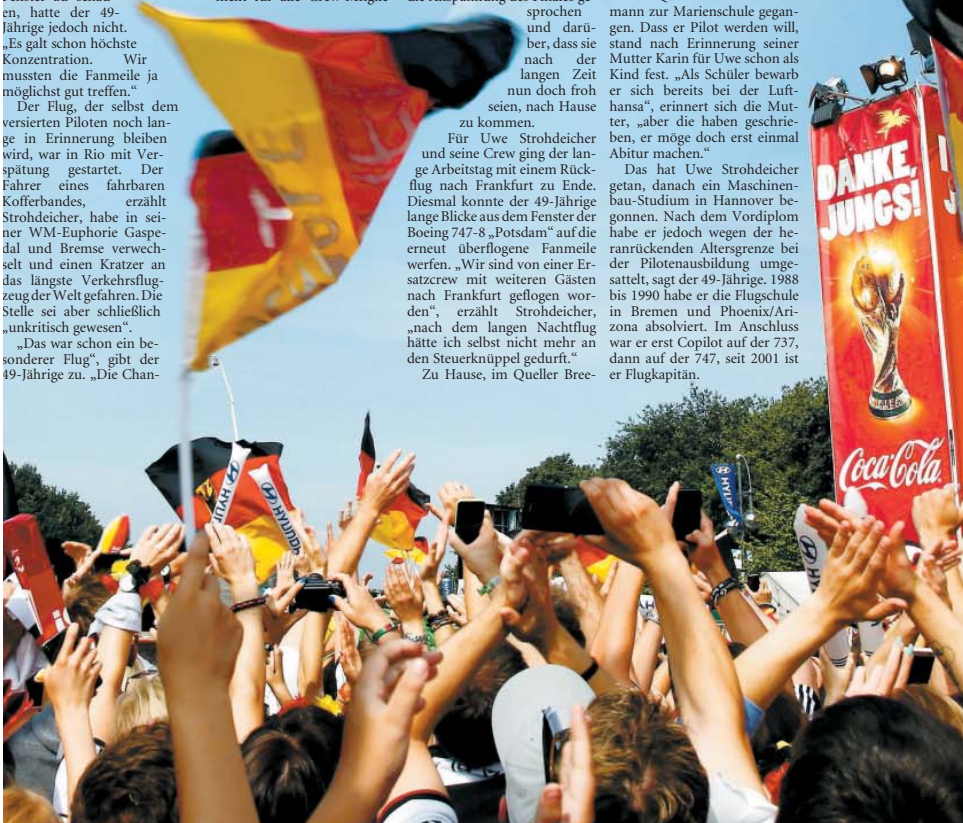 en, hatte der 49-
Jährige jedoch nicht.
„Es galt schon höchste
Konzentration. Wir
mussten die Fanmeile ja
möglichst gut treffen.“
Der Flug, der selbst dem
versierten Piloten noch lan-
ge in Erinnerung bleiben
wird, war in Rio mit Ver-
spätung gestartet. Der
Fahrer eines fahrbaren
Kofferbandes, erzählt
Strohdeicher, habe in sei-
ner WM-Euphorie Gaspe-
dal und Bremse verwech-
selt und einen Kratzer an
das längste Verkehrsflug-
zeug der Welt gefahren. Die
Stelle sei aber schließlich
„unkritisch gewesen“.
„Das war schon ein be-
sonderer Flug“, gibt der
49-Jährige zu. „Die Chan-
nicht für alle Crew-Mitglie-
die Anspannung des Finales ge-
sprochen
und darü-
ber, dass sie
nach der
langen Zeit
nun doch froh
seien, nach Hause
zu kommen.
Für Uwe Strohdeicher
und seine Crew ging der lan-
ge Arbeitstag mit einem Rück-
flug nach Frankfurt zu Ende.
Diesmal konnte der 49-Jährige
lange Blicke aus dem Fenster der
Boeing 747-8 „Potsdam“ auf die
erneut überflogene Fanmeile
werfen. „Wir sind von einer Er-
satzcrew mit weiteren Gästen
nach Frankfurt geflogen wor-
den“, erzählt Strohdeicher,
„nach dem langen Nachtflug
hätte ich selbst nicht mehr an
den Steuerknüppel gedurft.“
Zu Hause, im Queller Bree-
mann zur Marienschule gegan-
gen. Dass er Pilot werden will,
stand nach Erinnerung seiner
Mutter Karin für Uwe schon als
Kind fest. „Als Schüler bewarb
er sich bereits bei der Luft-
hansa“, erinnert sich die Mut-
ter, „aber die haben geschrie-
ben, er möge doch erst einmal
Abitur machen.“
Das hat Uwe Strohdeicher
getan, danach ein Maschinen-
bau-Studium in Hannover be-
gonnen. Nach dem Vordiplom
habe er jedoch wegen der he-
ranrückenden Altersgrenze bei
der Pilotenausbildung umge-
sattelt, sagt der 49-Jährige. 1988
bis 1990 habe er die Flugschule
in Bremen und Phoenix/Ari-
zona absolviert. Im Anschluss
war er erst Copilot auf der 737,
dann auf der 747, seit 2001 ist
er Flugkapitän.
DANKE,
JUNGS!
Coca-Cola
HYUNDAI